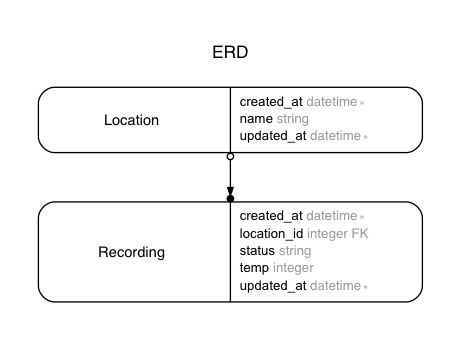 ERD
Location
created_at datetime *
name string
updated_at datetime *
Recording
created_at datetime *
location_id integer FK
status string
temp integer
updated_at datetime *